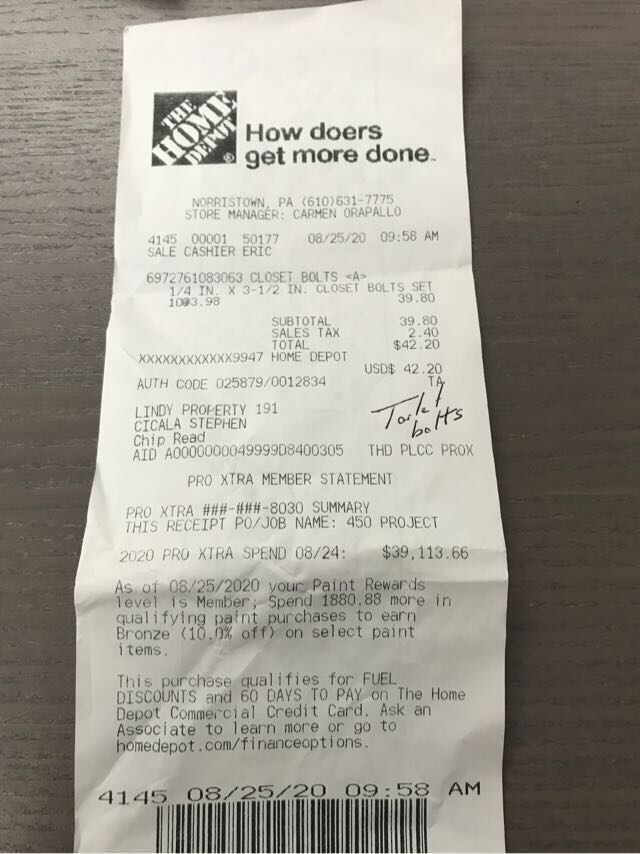 THE
HOME
DEPOT
®
How doers
get more done™
NORRISTOWN, PA (610)631-7775
STORE MANAGER: CARMEN ORAPALLO
4145 00001 50177 08/25/20 09:58 AM
SALE CASHIER ERIC
6972761083063 CLOSET BOLTS <A>
1/4 IN. X 3-1/2 IN. CLOSET BOLTS SET
10@3.98 39.80
SUBTOTAL 39.80
SALES TAX 2.40
TOTAL $42.20
XXXXXXXXXXXX9947 HOME DEPOT
USD$ 42.20
AUTH CODE 025879/0012834 TA
LINDY PROPERTY 191
CICALA STEPHEN
Chip Read
AID A0000000049999D8400305 THD PLCC PROX
bolts
PRO XTRA MEMBER STATEMENT
PRO XTRA ###-###-8030 SUMMARY
THIS RECEIPT PO/JOB NAME: 450 PROJECT
2020 PRO XTRA SPEND 08/24: $39,113.66
As of 08/25/2020 your Paint Rewards
level is Member; Spend 1880.88 more in
qualifying paint purchases to earn
Bronze (10.0% off) on select paint
items.
This purchase qualifies for FUEL
DISCOUNTS and 60 DAYS TO PAY on The Home
Depot Commercial Credit Card. Ask an
Associate to learn more or go to
homedepot.com/financeoptions.
4145 08/25/20 09:58 AM